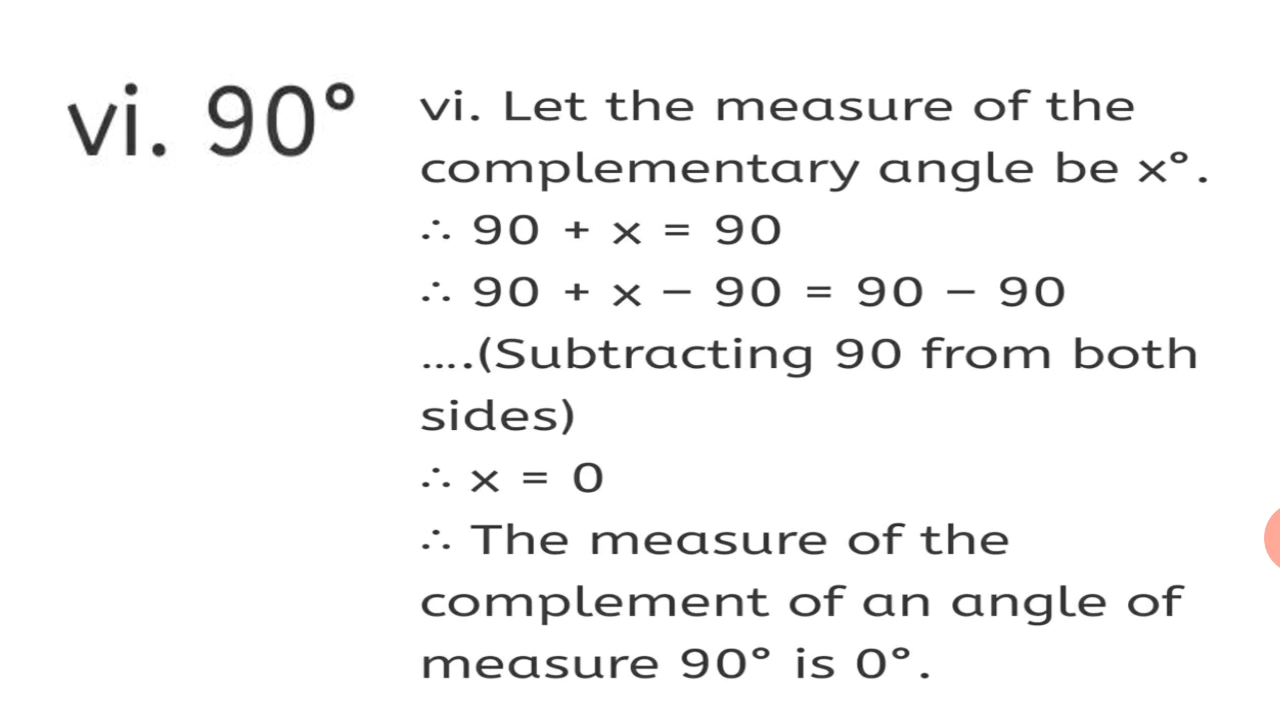 vi. 90°
vi. Let the measure of the
complementary angle be x°.
∴ 90 + x = 90
∴ 90 + x − 90 = 90 − 90
….(Subtracting 90 from both
sides)
∴ x = 0
∴ The measure of the
complement of an angle of
measure 90° is 0°.